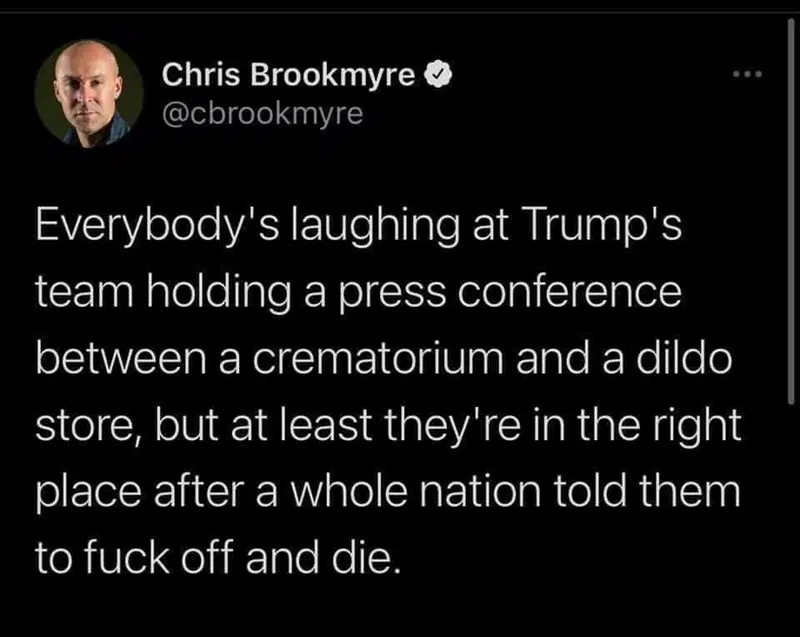 Chris Brookmyre
@cbrookmyre
Everybody's laughing at Trump's
team holding a press conference
between a crematorium and a dildo
store, but at least they're in the right
place after a whole nation told them
to fuck off and die.